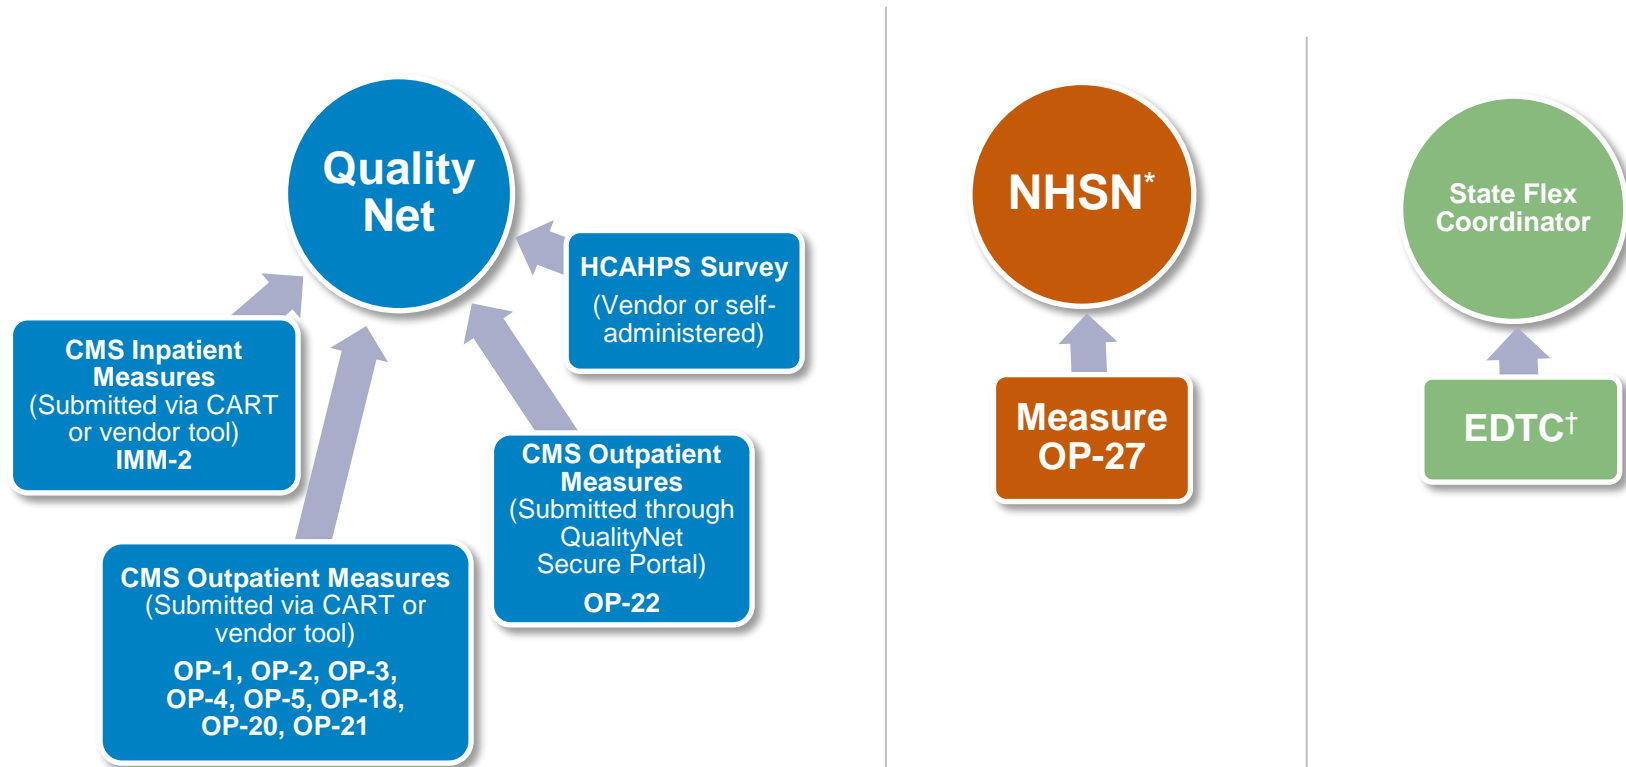 Quality
Net
HCAHPS Survey
(Vendor or self-
administered)
CMS Inpatient
Measures
(Submitted via CART
or vendor tool)
IMM-2
CMS Outpatient
Measures
(Submitted through
QualityNet
Secure Portal)
OP-22
CMS Outpatient Measures
(Submitted via CART or
vendor tool)
OP-1, OP-2, OP-3,
OP-4, OP-5, OP-18,
OP-20, OP-21
NHSN*
Measure
OP-27
State Flex
Coordinator
EDTC†